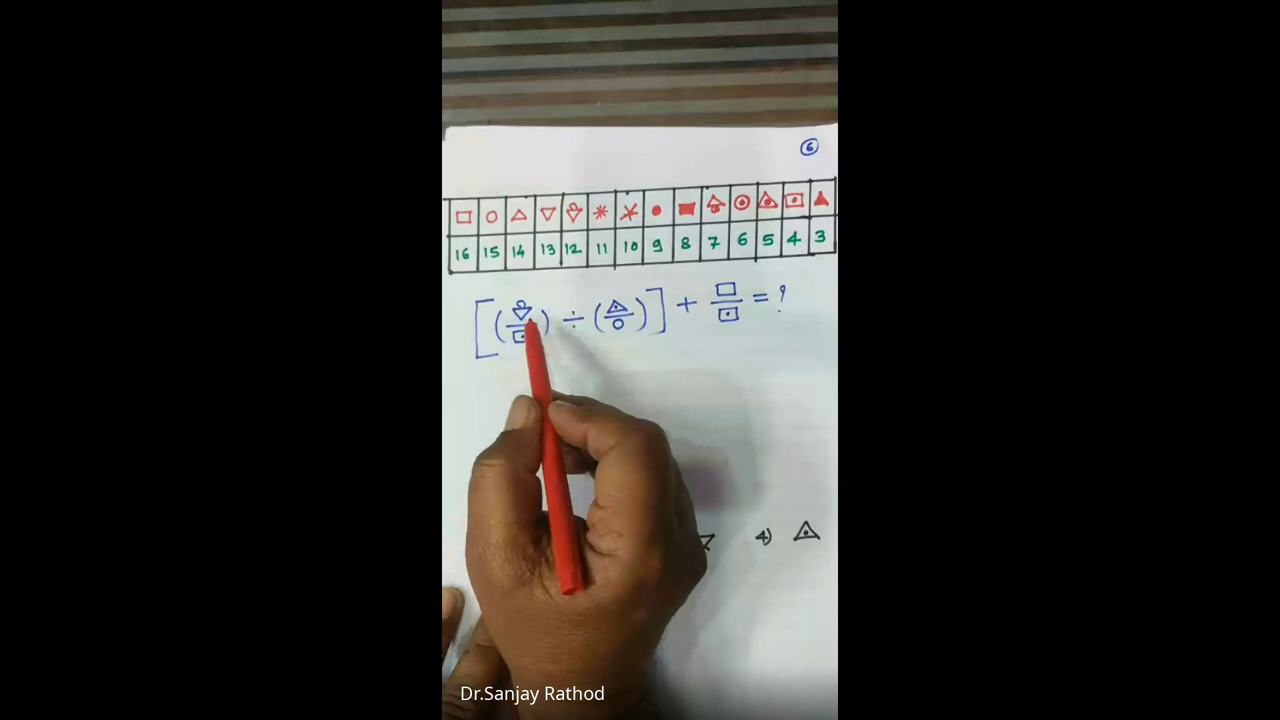 6
□ ○ △ ▽ ✳ ⚹ ● ■ ⊙ ⊡ ▲
16 15 14 13 12 11 10 9 8 7 6 5 4 3
[( ) ÷ ( /○)] + □/⊡ = ?
4)
Dr.Sanjay Rathod